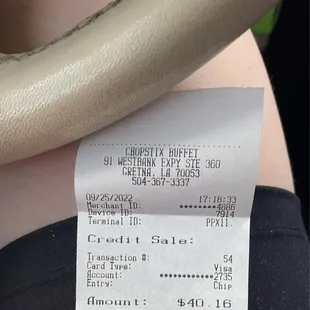 CHOPSTIX BUFFET
91 WESTBANK EXPY STE 360
GRETNA, LA 70053
504-367-3337
09/25/2022 17:16:33
Merchant ID: ********4886
Device ID: 7914
Terminal ID: PPX11.
Credit Sale:
Transaction #: 54
Card Type: Visa
Account: ************2735
Entry: Chip
Amount: $40.16